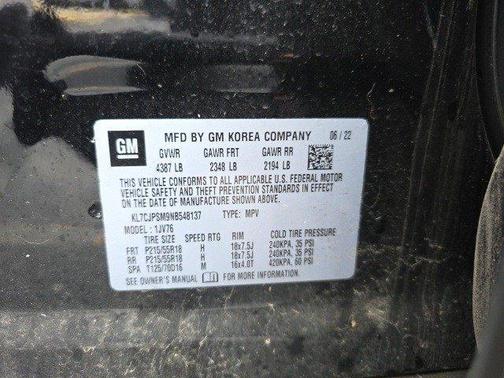 GM
MFD BY GM KOREA COMPANY 06 / 22
GVWR GAWR FRT GAWR RR
4387 LB 2348 LB 2194 LB
THIS VEHICLE CONFORMS TO ALL APPLICABLE U.S. FEDERAL MOTOR
VEHICLE SAFETY AND THEFT PREVENTION STANDARDS IN EFFECT
ON THE DATE OF MANUFACTURE SHOWN ABOVE.
KL7CJPSM9NB548137 TYPE: MPV
MODEL: 1JV76
TIRE SIZE SPEED RTG RIM COLD TIRE PRESSURE
FRT P215/55R18 H 18x7.5J 240KPA, 35 PSI
RR P215/55R18 H 18x7.5J 240KPA, 35 PSI
SPA T125/70D16 M 16x4.0T 420KPA, 60 PSI
SEE OWNER'S MANUAL FOR MORE INFORMATION.